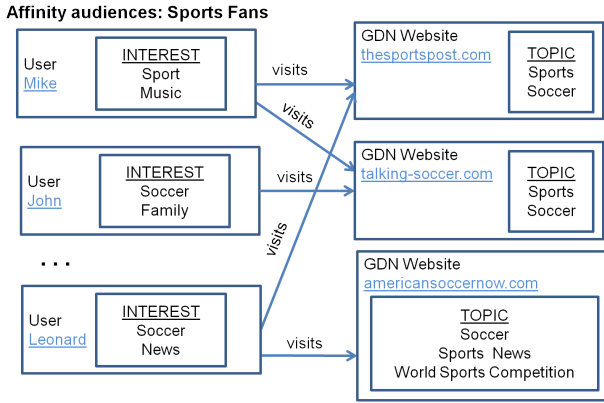 Affinity audiences: Sports Fans
User
Mike
INTEREST
Sport
Music
visits
visits
GDN Website
thesportspost.com
TOPIC
Sports
Soccer
User
John
INTEREST
Soccer
Family
visits
GDN Website
talking-soccer.com
TOPIC
Sports
Soccer
...
visits
User
Leonard
INTEREST
Soccer
News
visits
GDN Website
americansoccernow.com
TOPIC
Soccer
Sports News
World Sports Competition